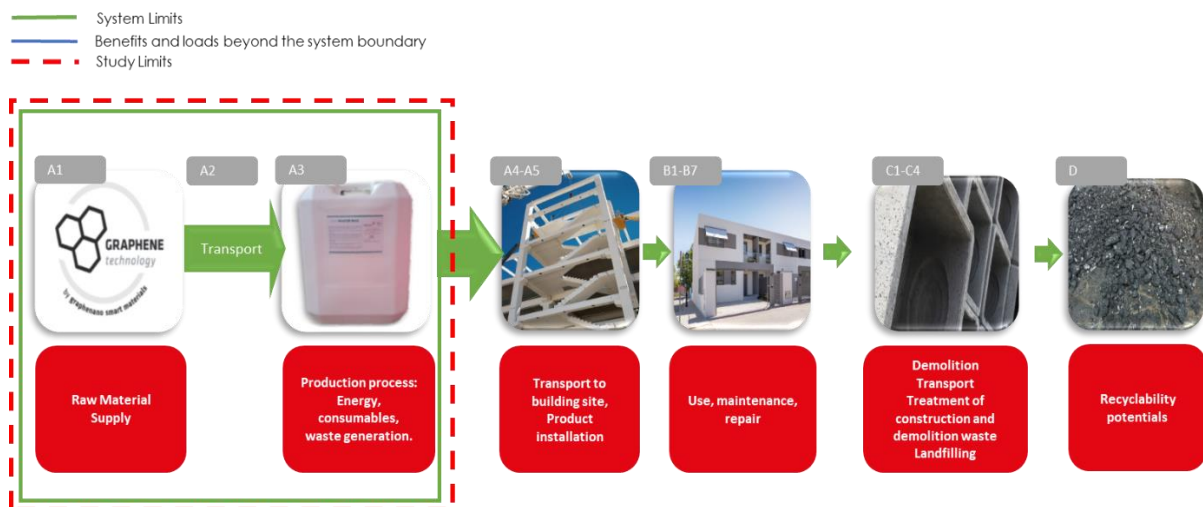 System Limits
Benefits and loads beyond the system boundary
Study Limits
A1
A2
A3
A4-A5
B1-B7
C1-C4
D
GRAPHENE
technology
by graphenano smart materials
Transport
Raw Material
Supply
Production process:
Energy,
consumables,
waste generation.
Transport to
building site,
Product
installation
Use, maintenance,
repair
Demolition
Transport
Treatment of
construction and
demolition waste
Landfilling
Recyclability
potentials